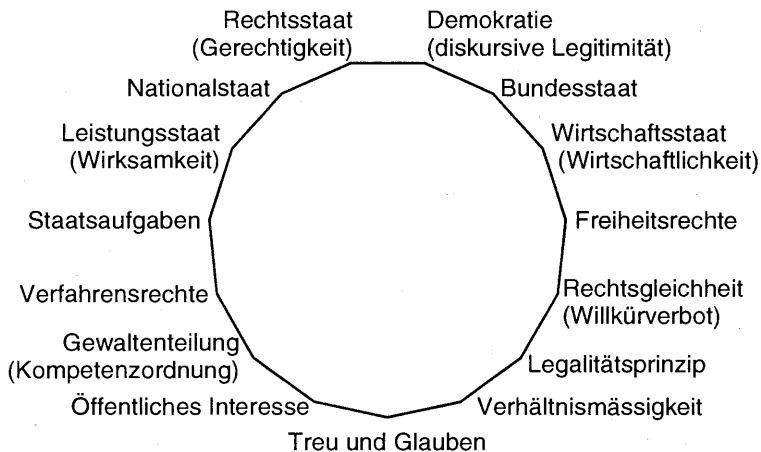 Rechtsstaat
(Gerechtigkeit)
Demokratie
(diskursive Legitimität)
Nationalstaat
Bundesstaat
Leistungsstaat
(Wirksamkeit)
Wirtschaftsstaat
(Wirtschaftlichkeit)
Staatsaufgaben
Freiheitsrechte
Verfahrensrechte
Rechtsgleichheit
(Willkürverbot)
Gewaltenteilung
(Kompetenzordnung)
Legalitätsprinzip
Öffentliches Interesse
Verhältnismässigkeit
Treu und Glauben